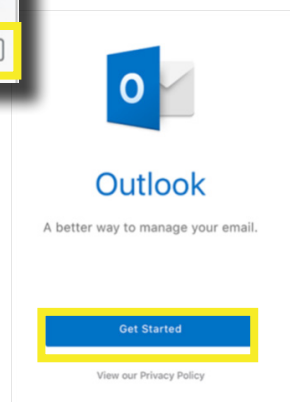 Outlook
A better way to manage your email.
Get Started
View our Privacy Policy